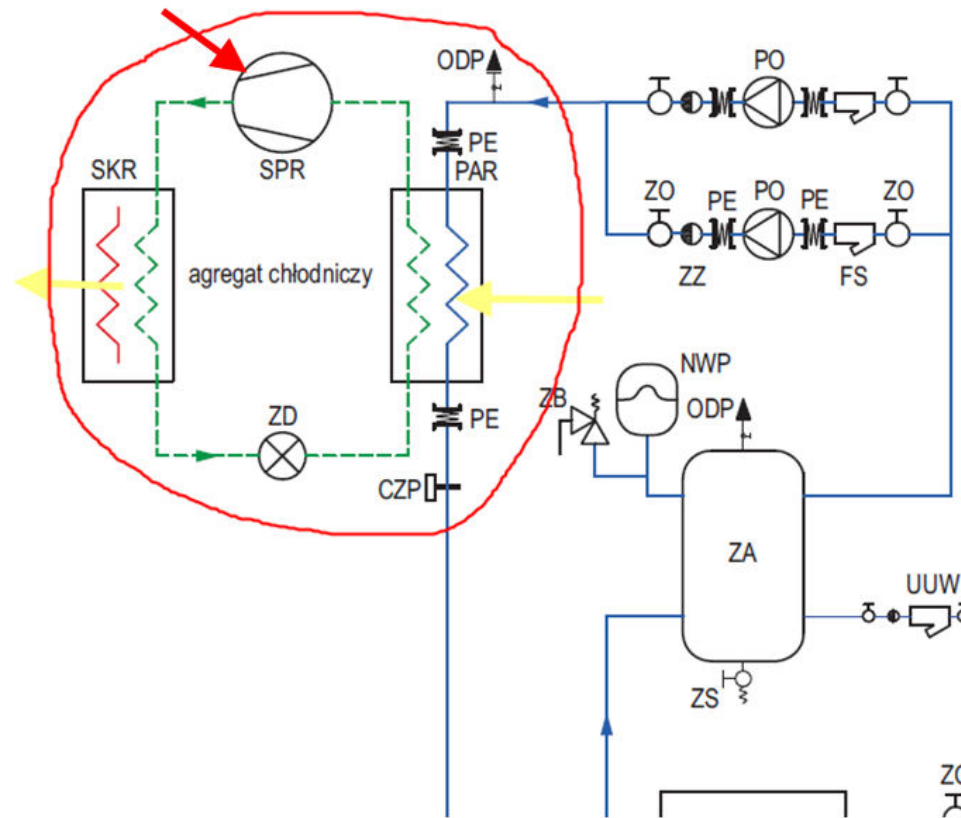 ODP
PO
SKR
SPR
PE
PAR
ZO
PE
PO
PE
ZO
agregat chłodniczy
ZZ
FS
ZD
PE
ZB
NWP
ODP
CZP
ZA
UUW
ZS